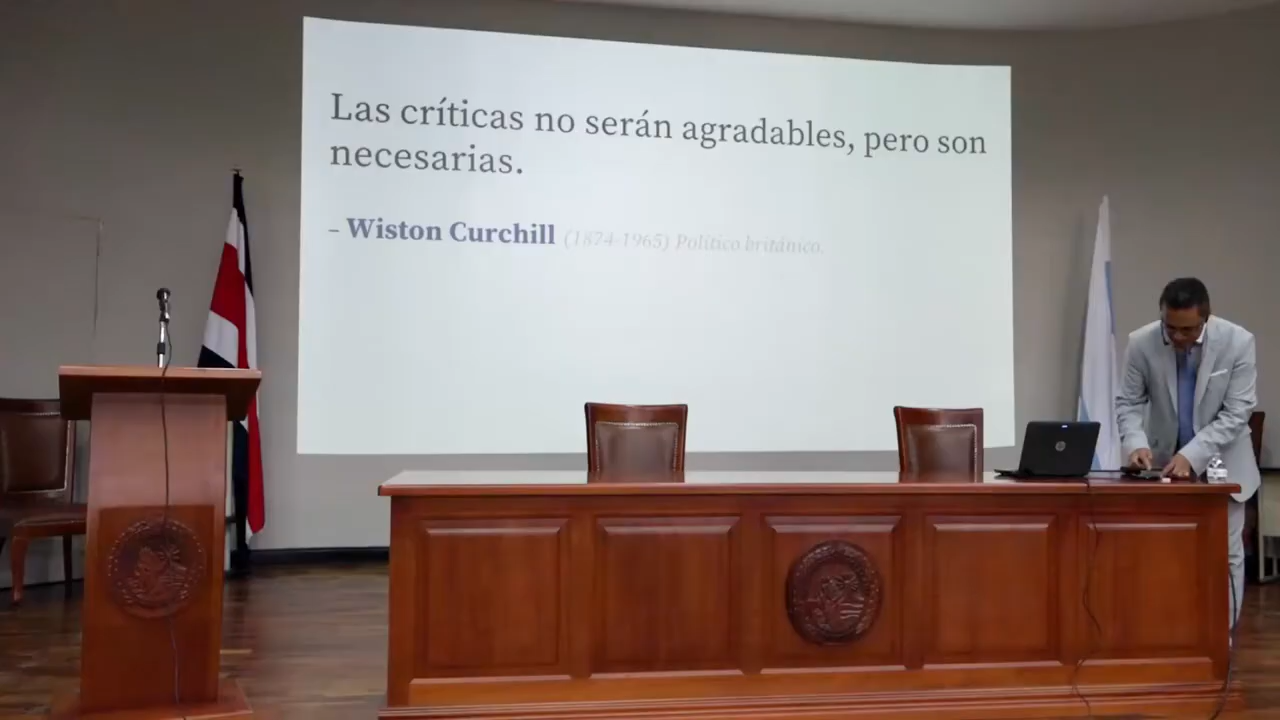 Las críticas no serán agradables, pero son
necesarias.
– Wiston Curchill (1874-1965) Político británico.